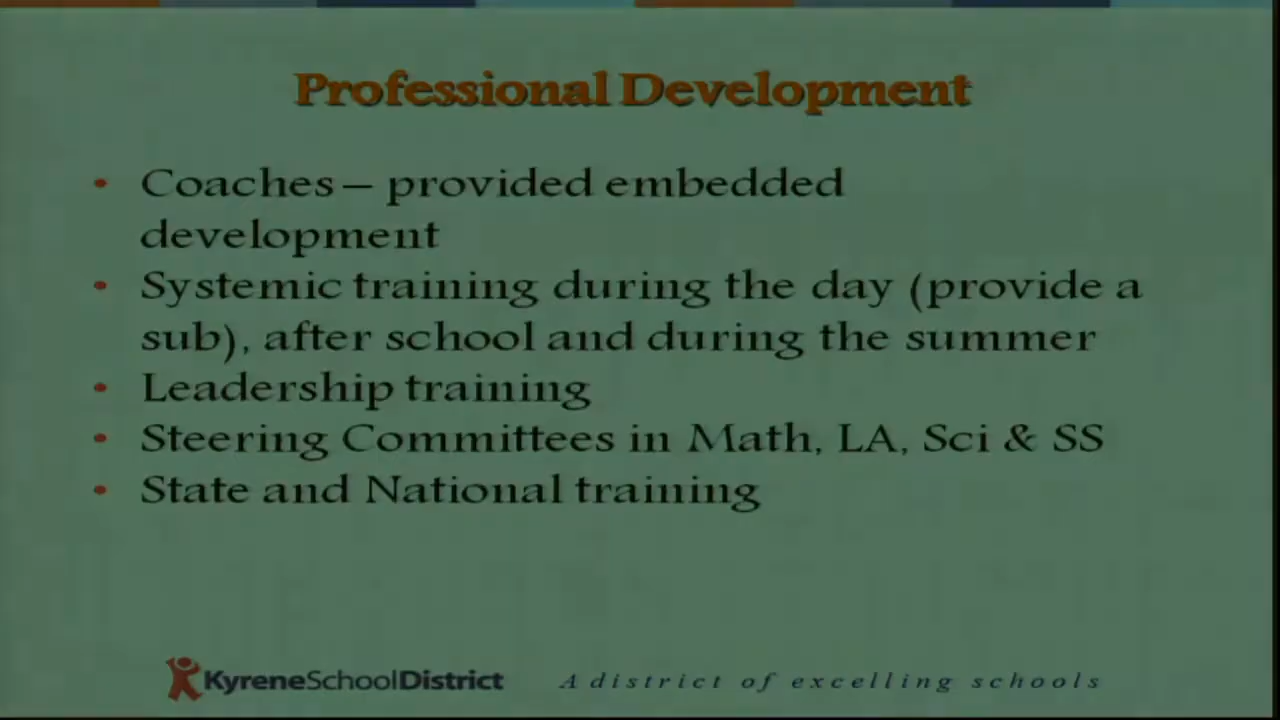 Professional Development
• Coaches – provided embedded
development
• Systemic training during the day (provide a
sub), after school and during the summer
• Leadership training
• Steering Committees in Math, LA, Sci & SS
• State and National training
KyreneSchoolDistrict A district of excelling schools